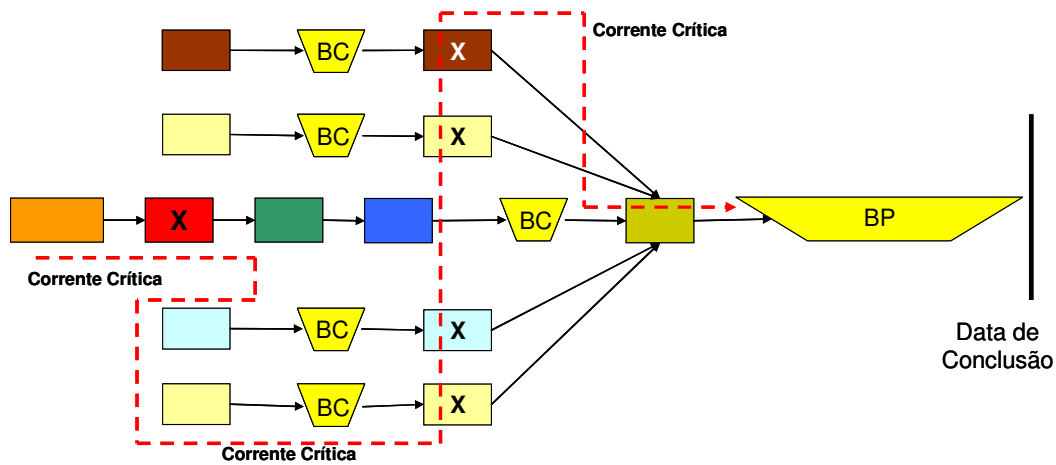 Corrente Crítica
BC
X
BC
X
X
BC
BP
Corrente Crítica
BC
X
Data de
Conclusão
BC
X
Corrente Crítica